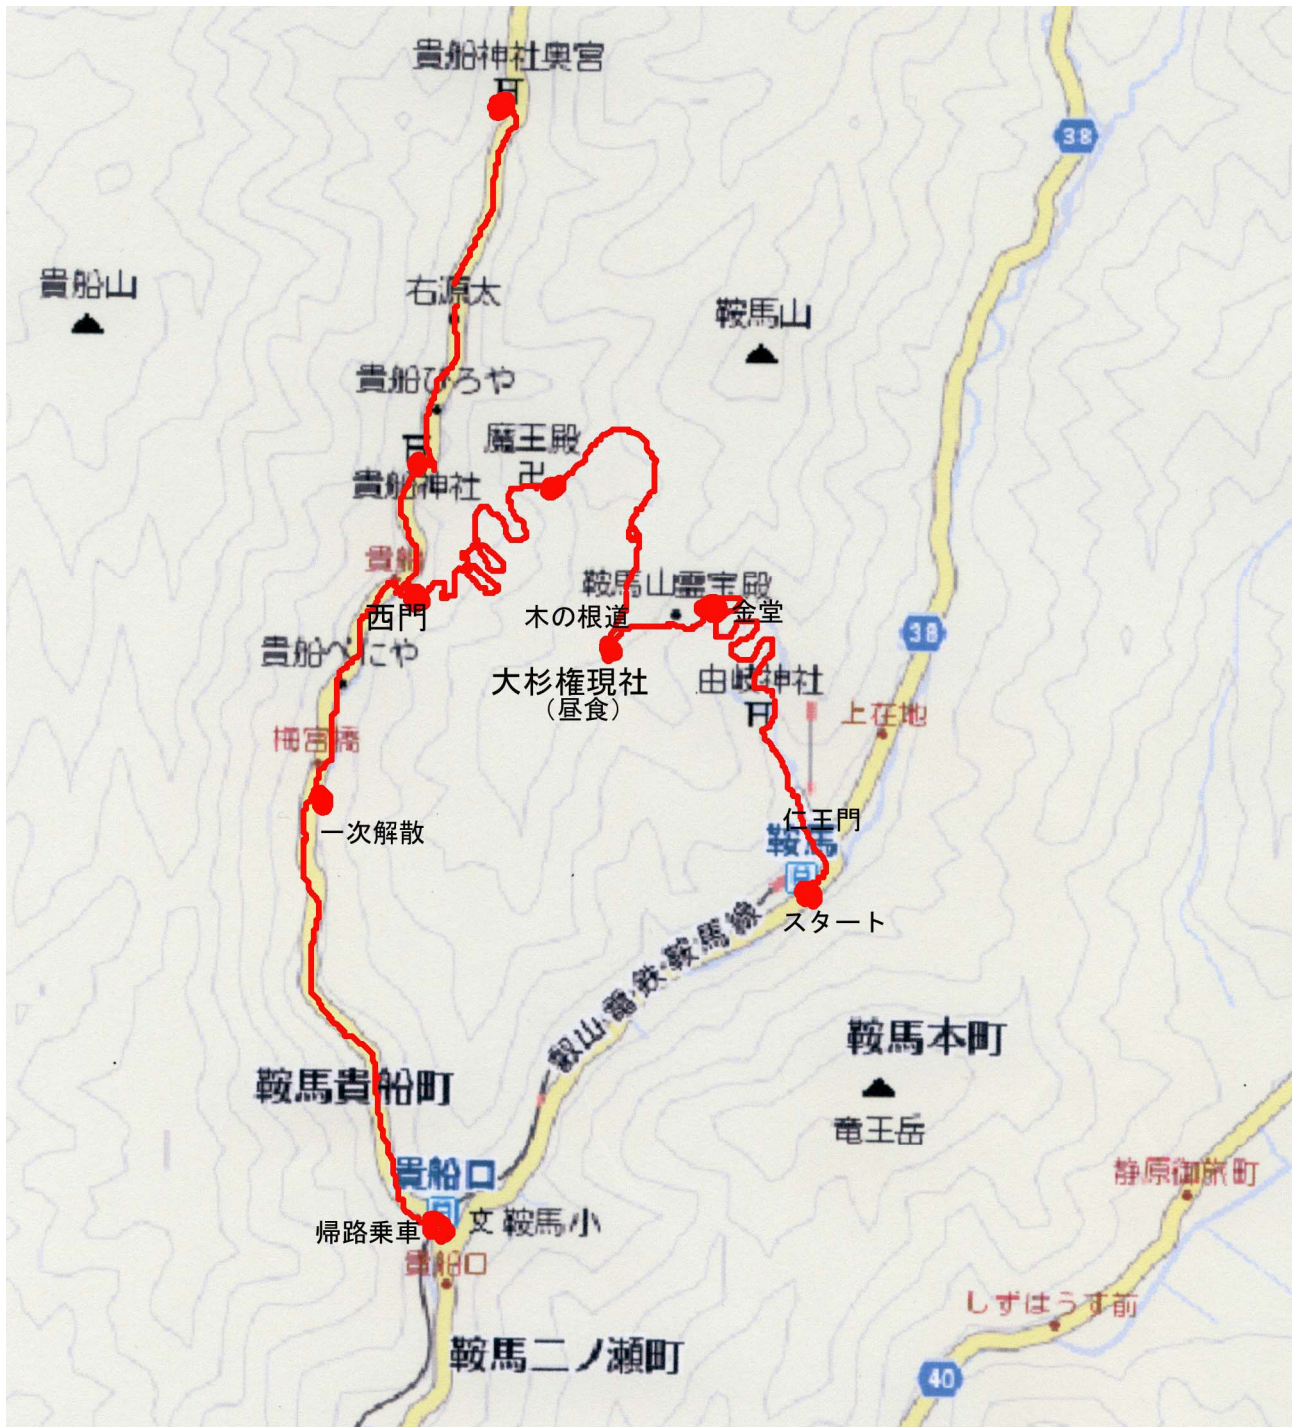 貴船神社奥宮
38
貴船山
右源太
鞍馬山
貴船ひろや
魔王殿
貴船神社
貴船
鞍馬山霊宝殿
西門
木の根道
金堂
38
貴船べにや
大杉権現社
(昼食)
由岐神社
上在地
梅宮橋
一次解散
仁王門
鞍馬
スタート
叡山電鉄・鞍馬線
鞍馬本町
鞍馬貴船町
竜王岳
貴船口
静原御旅町
帰路乗車
文 鞍馬小
貴船口
しずはうす前
鞍馬二ノ瀬町
40